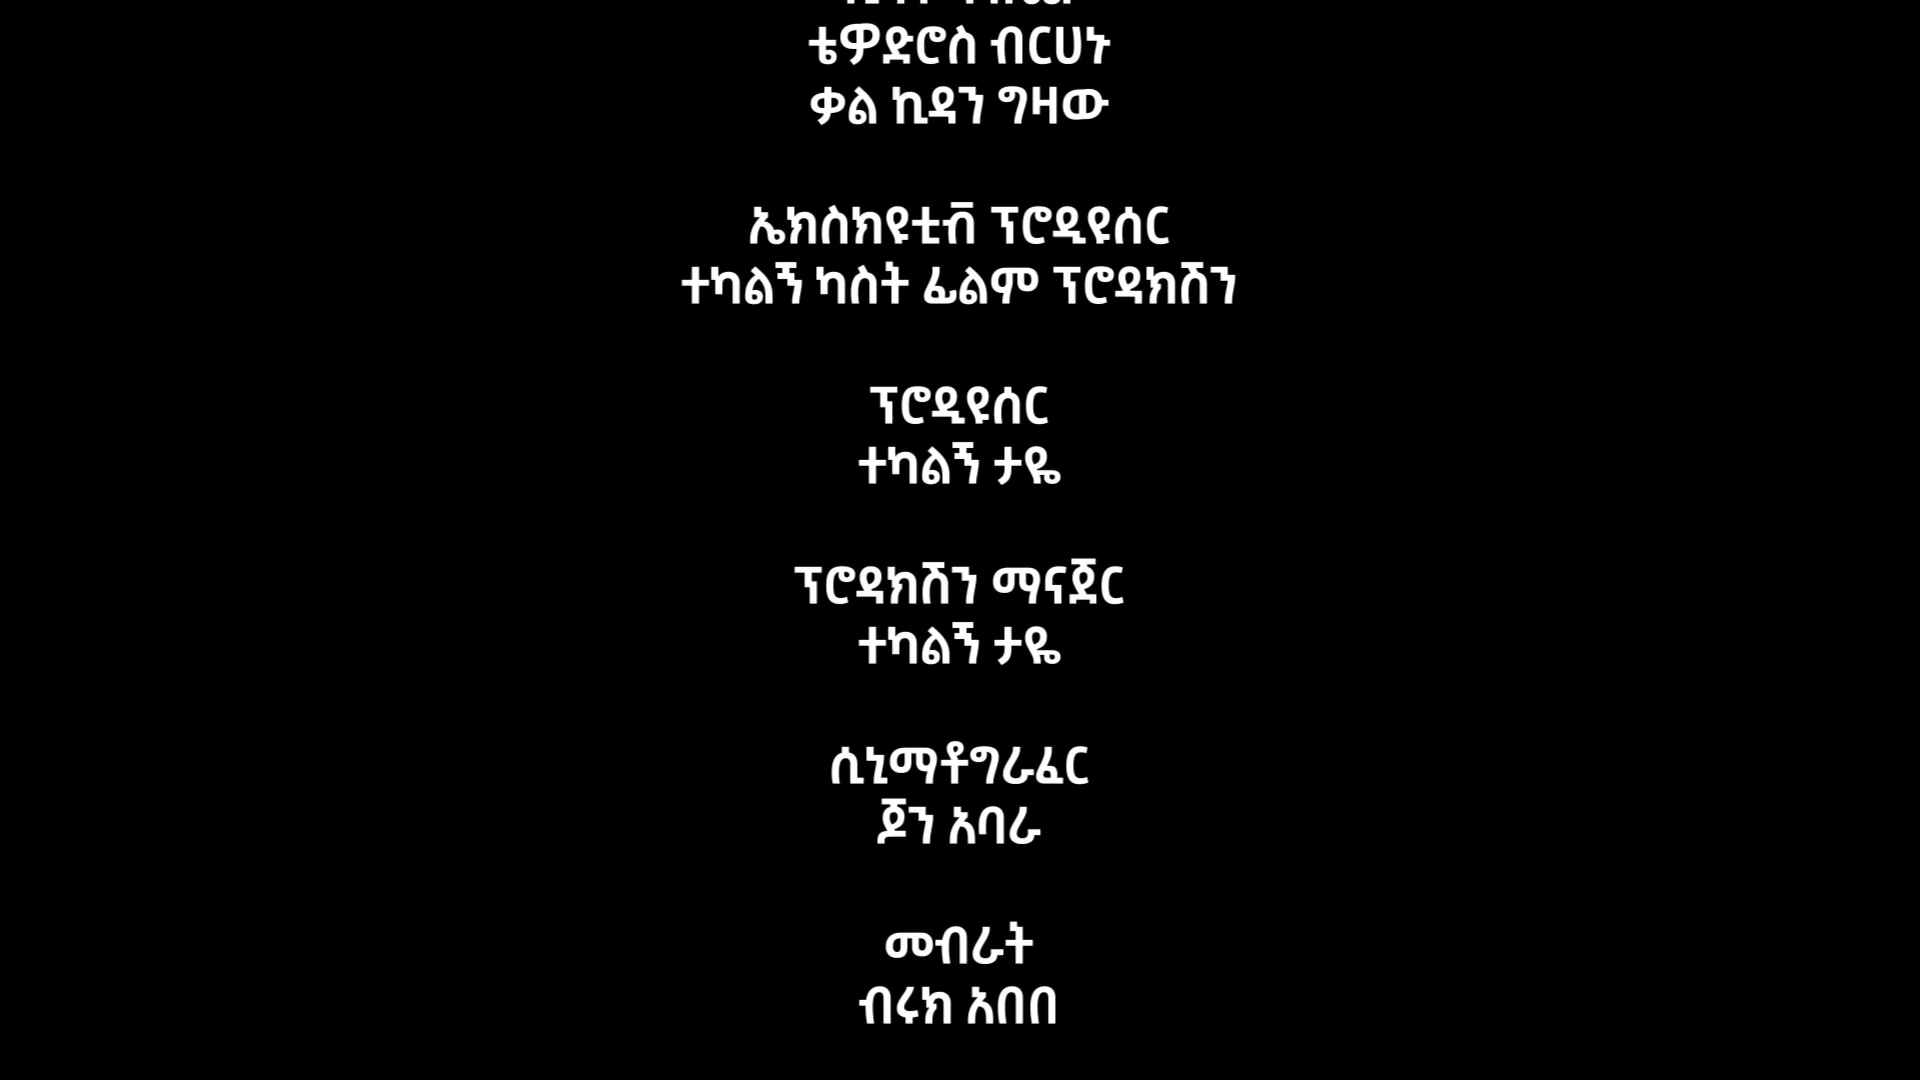 ቴዎድሮስ ብርሀኑ
ቃል ኪዳን ግዛው
ኤክስክዩቲቭ ፕሮዲዩሰር
ተካልኝ ካስት ፊልም ፕሮዳክሽን
ፕሮዲዩሰር
ተካልኝ ታዬ
ፕሮዳክሽን ማናጀር
ተካልኝ ታዬ
ሲኒማቶግራፈር
ጆን አባራ
መብራት
ብሩክ አበበ